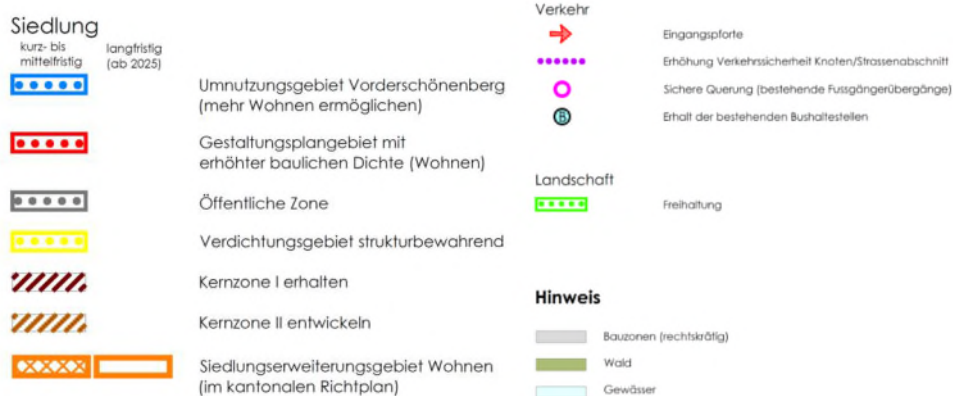 Siedlung
kurz- bis
mittelfristig
langfristig
(ab 2025)
Umnutzungsgebiet Vorderschönenberg
(mehr Wohnen ermöglichen)
Gestaltungsplangebiet mit
erhöhter baulichen Dichte (Wohnen)
Öffentliche Zone
Verdichtungsgebiet strukturbewahrend
Kernzone I erhalten
Kernzone II entwickeln
Siedlungserweiterungsgebiet Wohnen
(im kantonalen Richtplan)
Verkehr
Eingangspforte
Erhöhung Verkehrssicherheit Knoten/Strassenabschnitt
Sichere Querung (bestehende Fussgängerübergänge)
B
Erhalt der bestehenden Bushaltestellen
Landschaft
Freihaltung
Hinweis
Bauzonen (rechtskrätig)
Wald
Gewässer